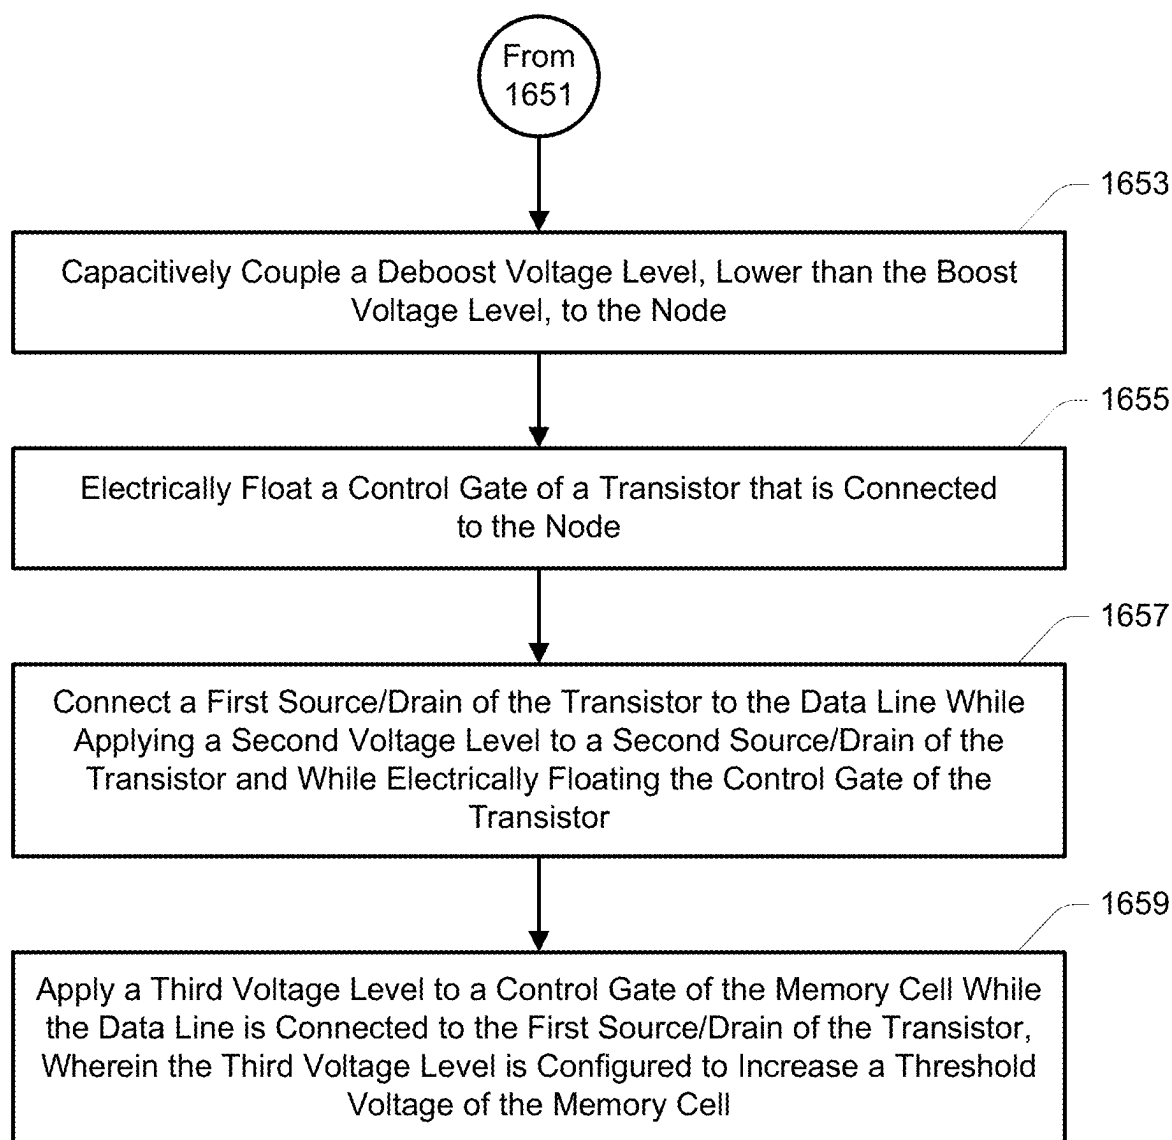 From
1651
1653
Capacitively Couple a Deboost Voltage Level, Lower than the Boost
Voltage Level, to the Node
1655
Electrically Float a Control Gate of a Transistor that is Connected
to the Node
1657
Connect a First Source/Drain of the Transistor to the Data Line While
Applying a Second Voltage Level to a Second Source/Drain of the
Transistor and While Electrically Floating the Control Gate of the
Transistor
1659
Apply a Third Voltage Level to a Control Gate of the Memory Cell While
the Data Line is Connected to the First Source/Drain of the Transistor,
Wherein the Third Voltage Level is Configured to Increase a Threshold
Voltage of the Memory Cell